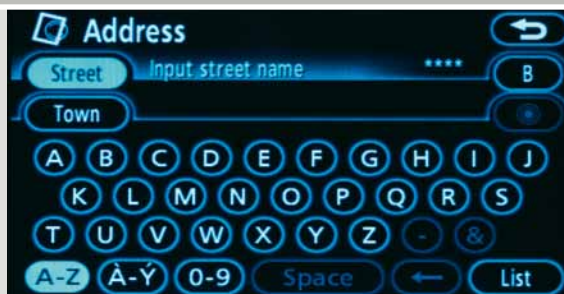 Address
Street Input street name **** B
Town
A B C D E F G H I J
K L M N O P Q R S
T U V W X Y Z - &
A-Z À-Ý 0-9 Space ← List